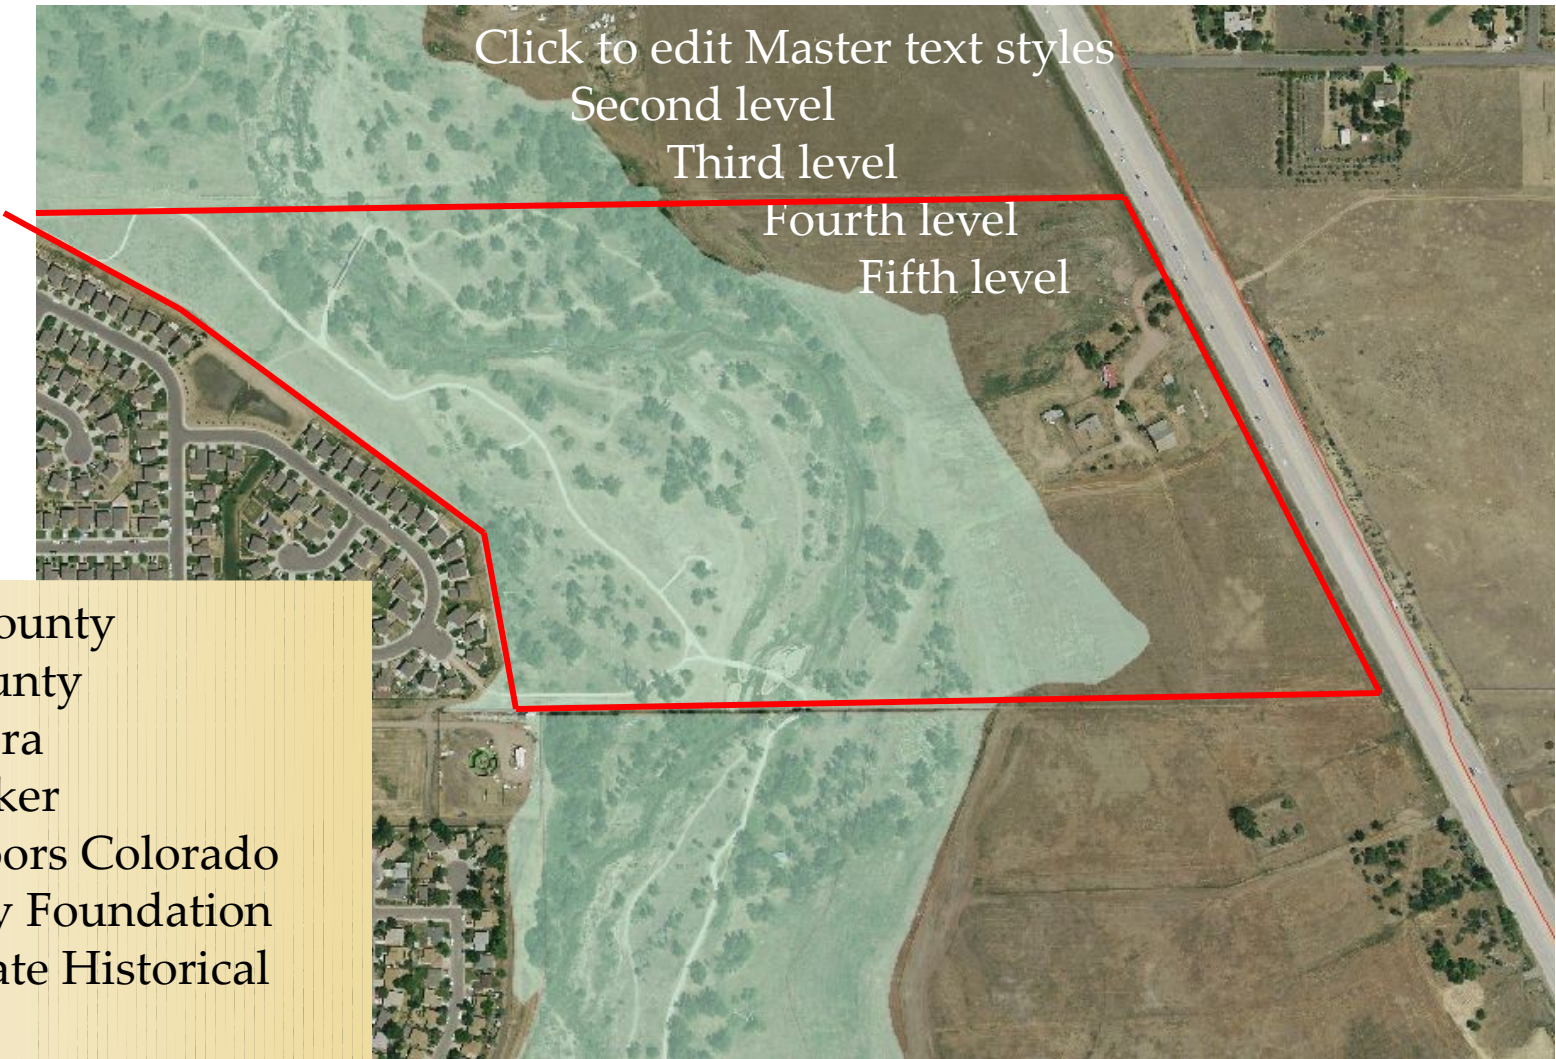 Click to edit Master text styles
Second level
Third level
Fourth level
Fifth level
ounty
unty
ra
ker
ors Colorado
y Foundation
ate Historical